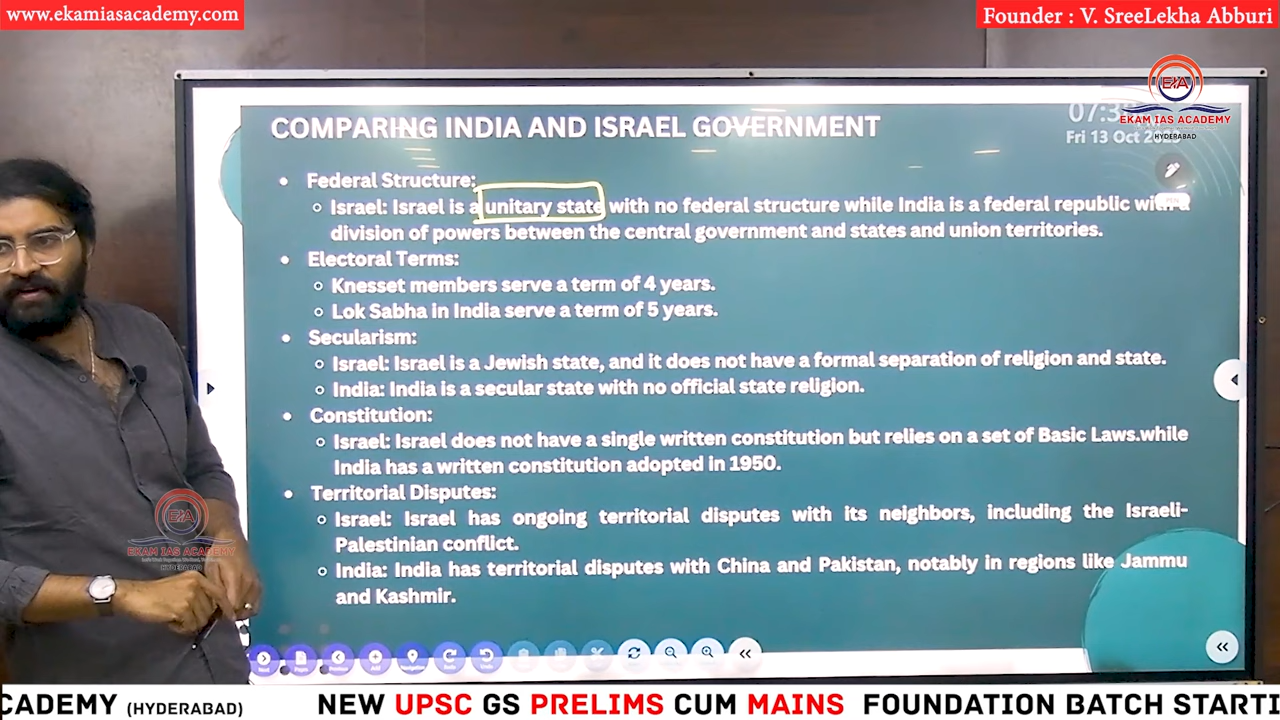 www.ekamiasacademy.com
Founder : V. SreeLekha Abburi
EIA
EKAM IAS ACADEMY
HYDERABAD
Fri 13 Oct
COMPARING INDIA AND ISRAEL GOVERNMENT
• Federal Structure:
Israel: Israel is a unitary state with no federal structure while India is a federal republic with a
division of powers between the central government and states and union territories.
• Electoral Terms:
Knesset members serve a term of 4 years.
Lok Sabha in India serve a term of 5 years.
• Secularism:
Israel: Israel is a Jewish state, and it does not have a formal separation of religion and state.
India: India is a secular state with no official state religion.
• Constitution:
Israel: Israel does not have a single written constitution but relies on a set of Basic Laws.while
India has a written constitution adopted in 1950.
• Territorial Disputes:
Israel: Israel has ongoing territorial disputes with its neighbors, including the Israeli-
Palestinian conflict.
India: India has territorial disputes with China and Pakistan, notably in regions like Jammu
and Kashmir.
EIA
EKAM IAS ACADEMY
HYDERABAD
CADEMY (HYDERABAD) NEW UPSC GS PRELIMS CUM MAINS FOUNDATION BATCH STARTI